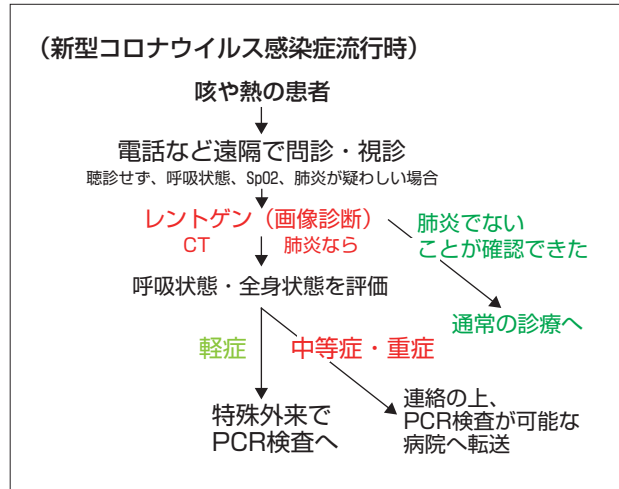 （新型コロナウイルス感染症流行時）
咳や熱の患者
電話など遠隔で問診・視診
聴診せず、呼吸状態、SpO2、肺炎が疑わしい場合
レントゲン（画像診断）
CT
肺炎なら
肺炎でない
ことが確認できた
呼吸状態・全身状態を評価
通常の診療へ
軽症
中等症・重症
特殊外来で
PCR検査へ
連絡の上、
PCR検査が可能な
病院へ転送